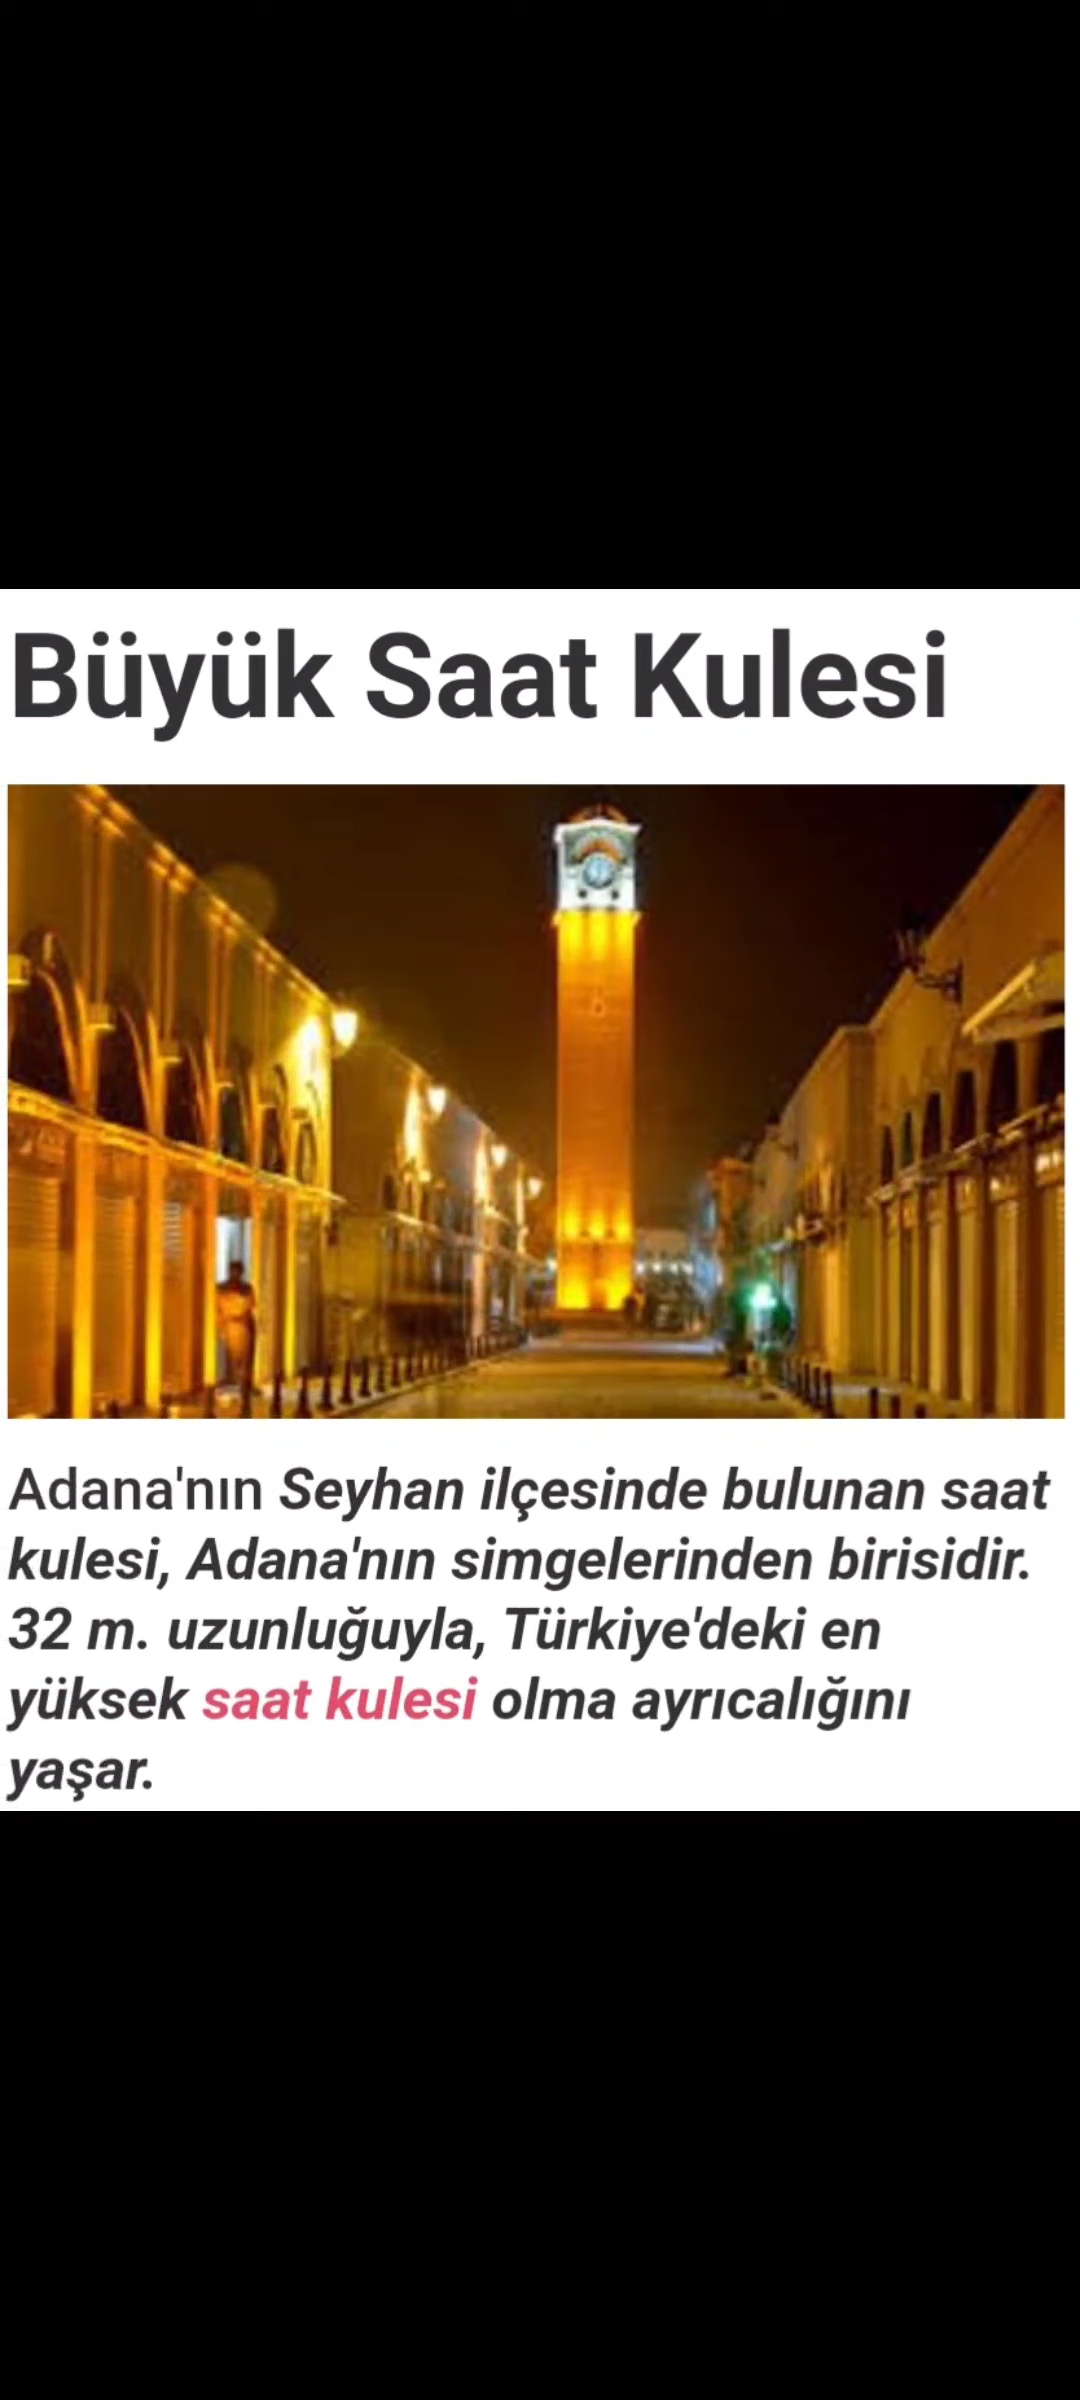 Büyük Saat Kulesi
Adana'nın Seyhan ilçesinde bulunan saat
kulesi, Adana'nın simgelerinden birisidir.
32 m. uzunluğuyla, Türkiye'deki en
yüksek saat kulesi olma ayrıcalığını
yaşar.